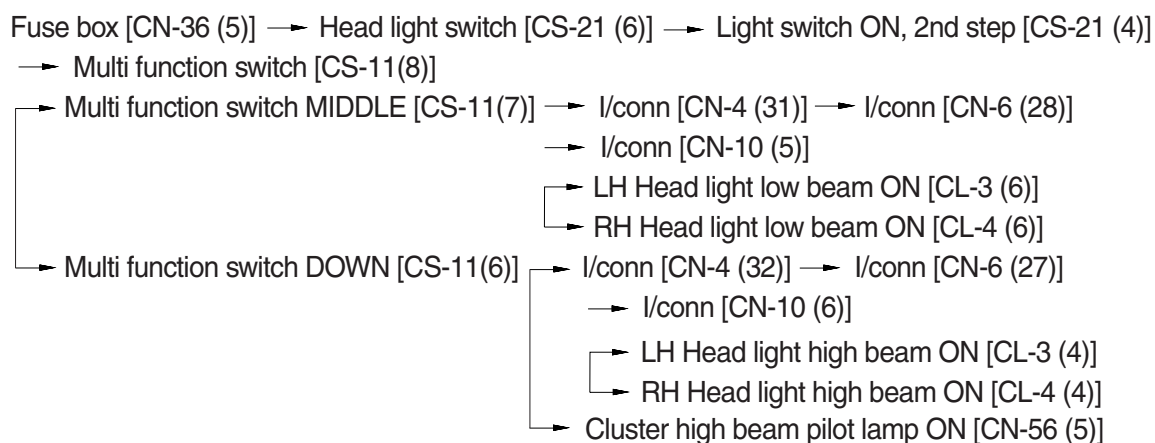 Fuse box [CN-36 (5)] → Head light switch [CS-21 (6)] → Light switch ON, 2nd step [CS-21 (4)]
→ Multi function switch [CS-11(8)]
Multi function switch MIDDLE [CS-11(7)] → I/conn [CN-4 (31)] → I/conn [CN-6 (28)]
→ I/conn [CN-10 (5)]
LH Head light low beam ON [CL-3 (6)]
RH Head light low beam ON [CL-4 (6)]
Multi function switch DOWN [CS-11(6)] I/conn [CN-4 (32)] → I/conn [CN-6 (27)]
→ I/conn [CN-10 (6)]
LH Head light high beam ON [CL-3 (4)]
RH Head light high beam ON [CL-4 (4)]
Cluster high beam pilot lamp ON [CN-56 (5)]